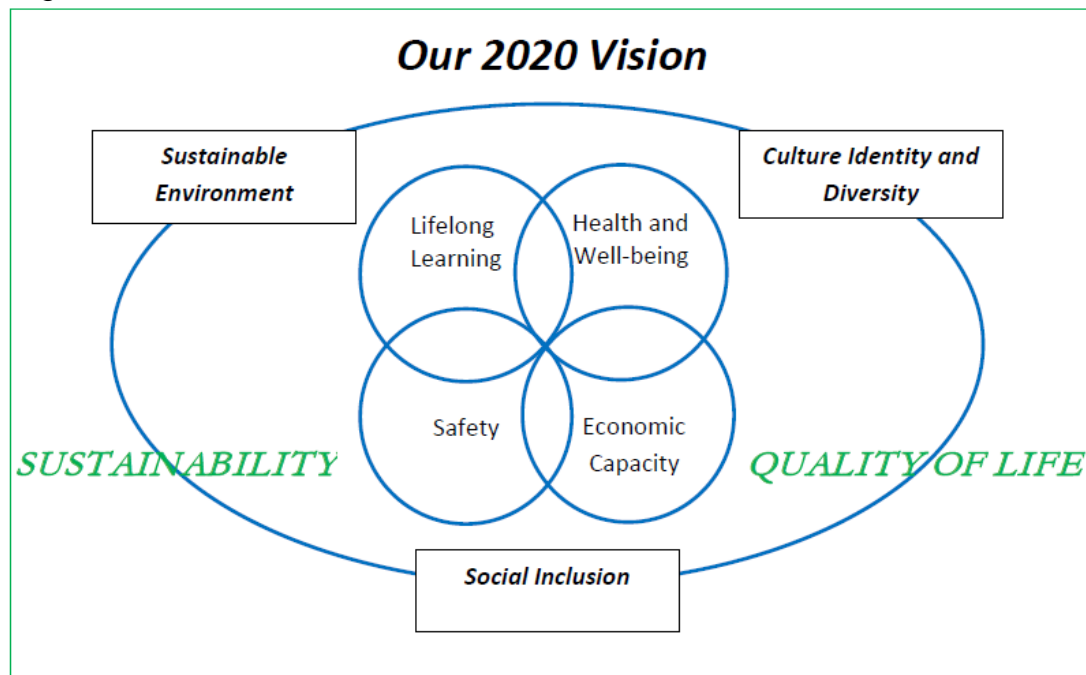 Our 2020 Vision
Sustainable
Environment
Culture Identity and
Diversity
Lifelong
Learning
Health and
Well-being
Safety
Economic
Capacity
SUSTAINABILITY
QUALITY OF LIFE
Social Inclusion